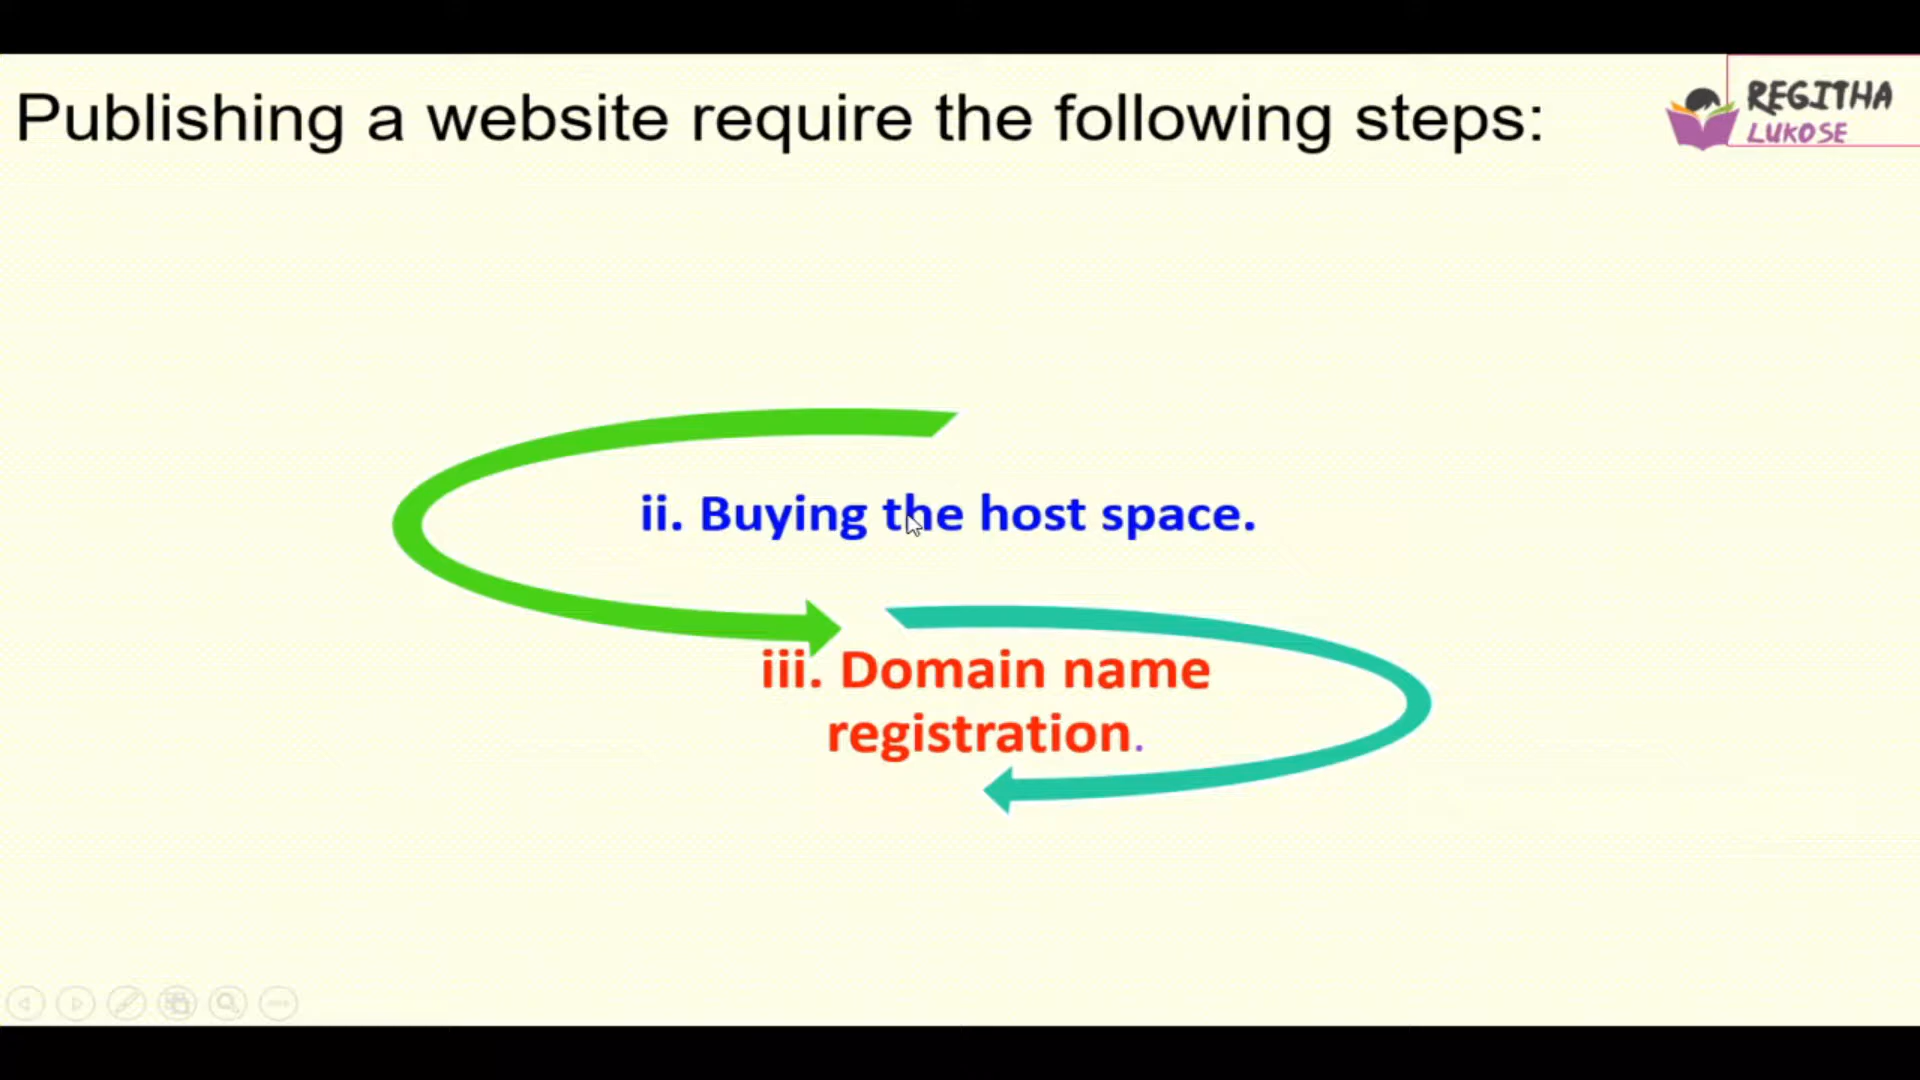 Publishing a website require the following steps:
REGITHA
LUKOSE
ii. Buying the host space.
iii. Domain name
registration.